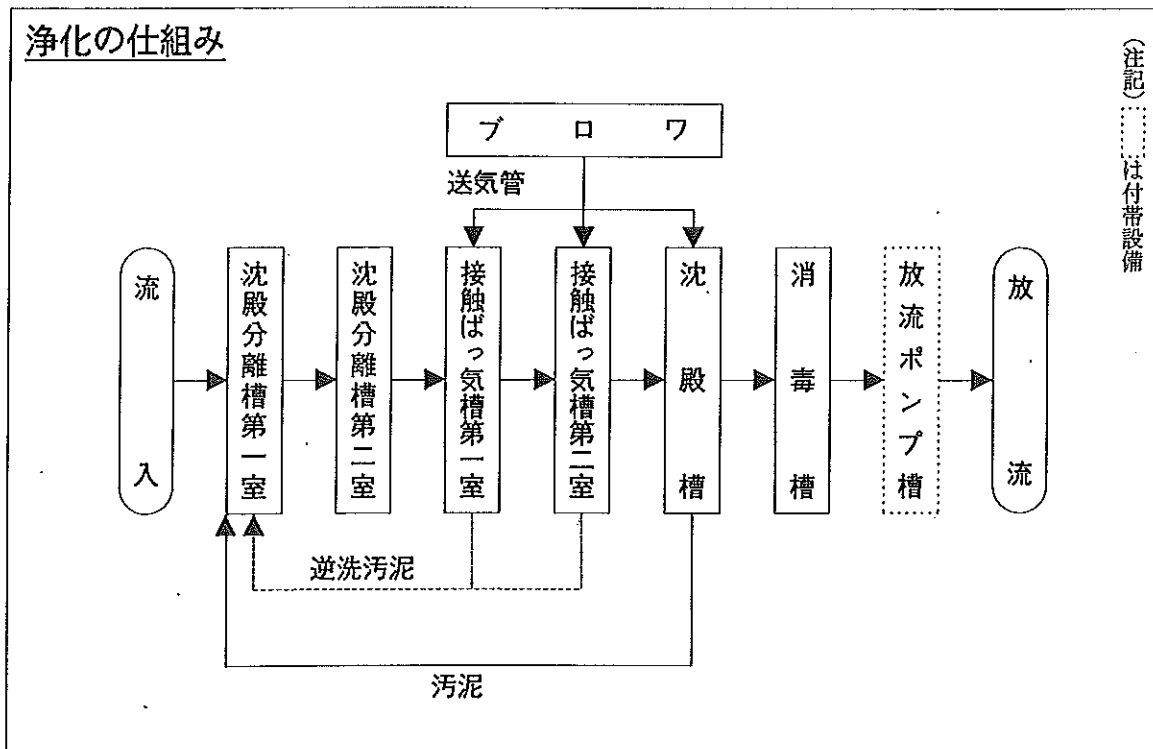 浄化の仕組み
(注記)は付帯設備
ブロワ
送気管
流入
沈殿分離槽第一室
沈殿分離槽第二室
接触ばっ気槽第一室
接触ばっ気槽第二室
沈殿槽
消毒槽
放流ポンプ槽
放流
逆洗汚泥
汚泥